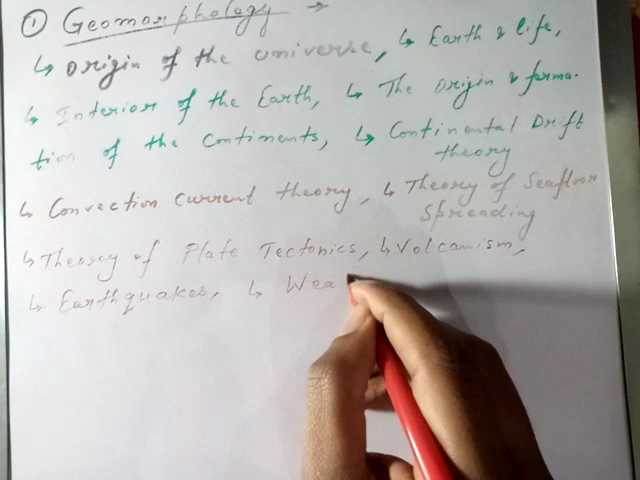 ① Geomorphology →
↳ Origin of the universe, ↳ Earth & life,
↳ Interior of the Earth, ↳ The Origin & forma-
tion of the Continents, ↳ Continental Drift
theory
↳ Convection current theory, ↳ Theory of Seafloor
Spreading
↳ Theory of Plate Tectonics, ↳ Volcanism,
↳ Earthquakes, ↳ Wea